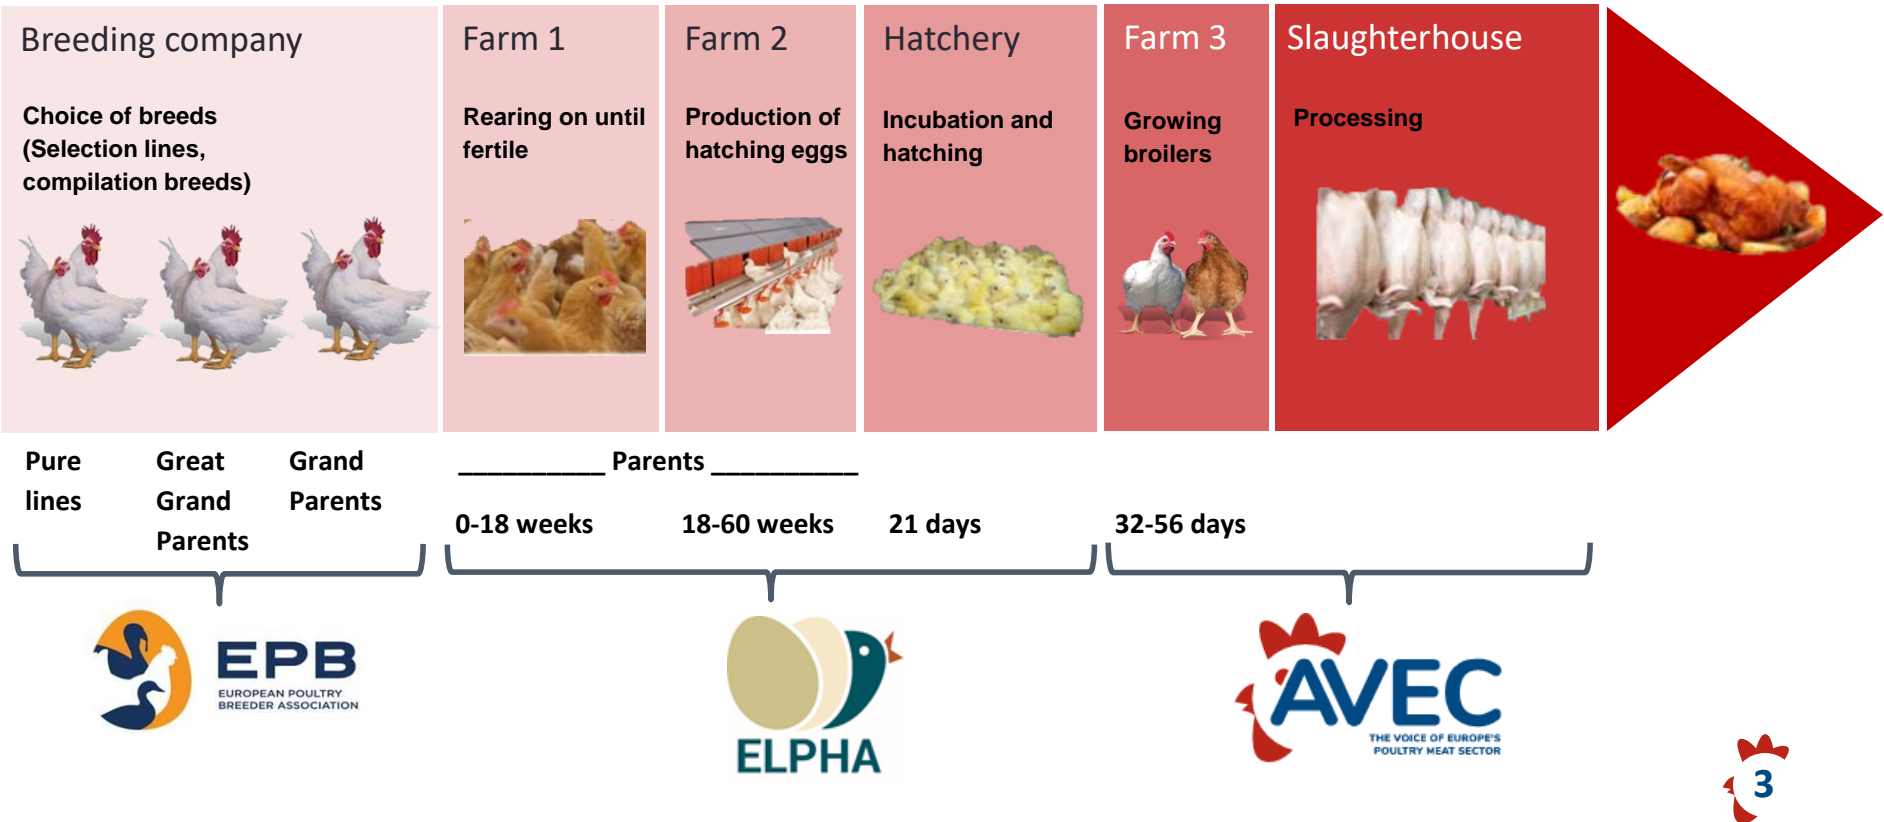 Breeding company
Choice of breeds
(Selection lines,
compilation breeds)
Farm 1
Rearing on until
fertile
Farm 2
Production of
hatching eggs
Hatchery
Incubation and
hatching
Farm 3
Growing
broilers
Slaughterhouse
Processing
Pure
lines
Great
Grand
Parents
Grand
Parents
__________ Parents __________
0-18 weeks
18-60 weeks
21 days
32-56 days
EPB
EUROPEAN POULTRY
BREEDER ASSOCIATION
ELPHA
AVEC
THE VOICE OF EUROPE'S
POULTRY MEAT SECTOR
3